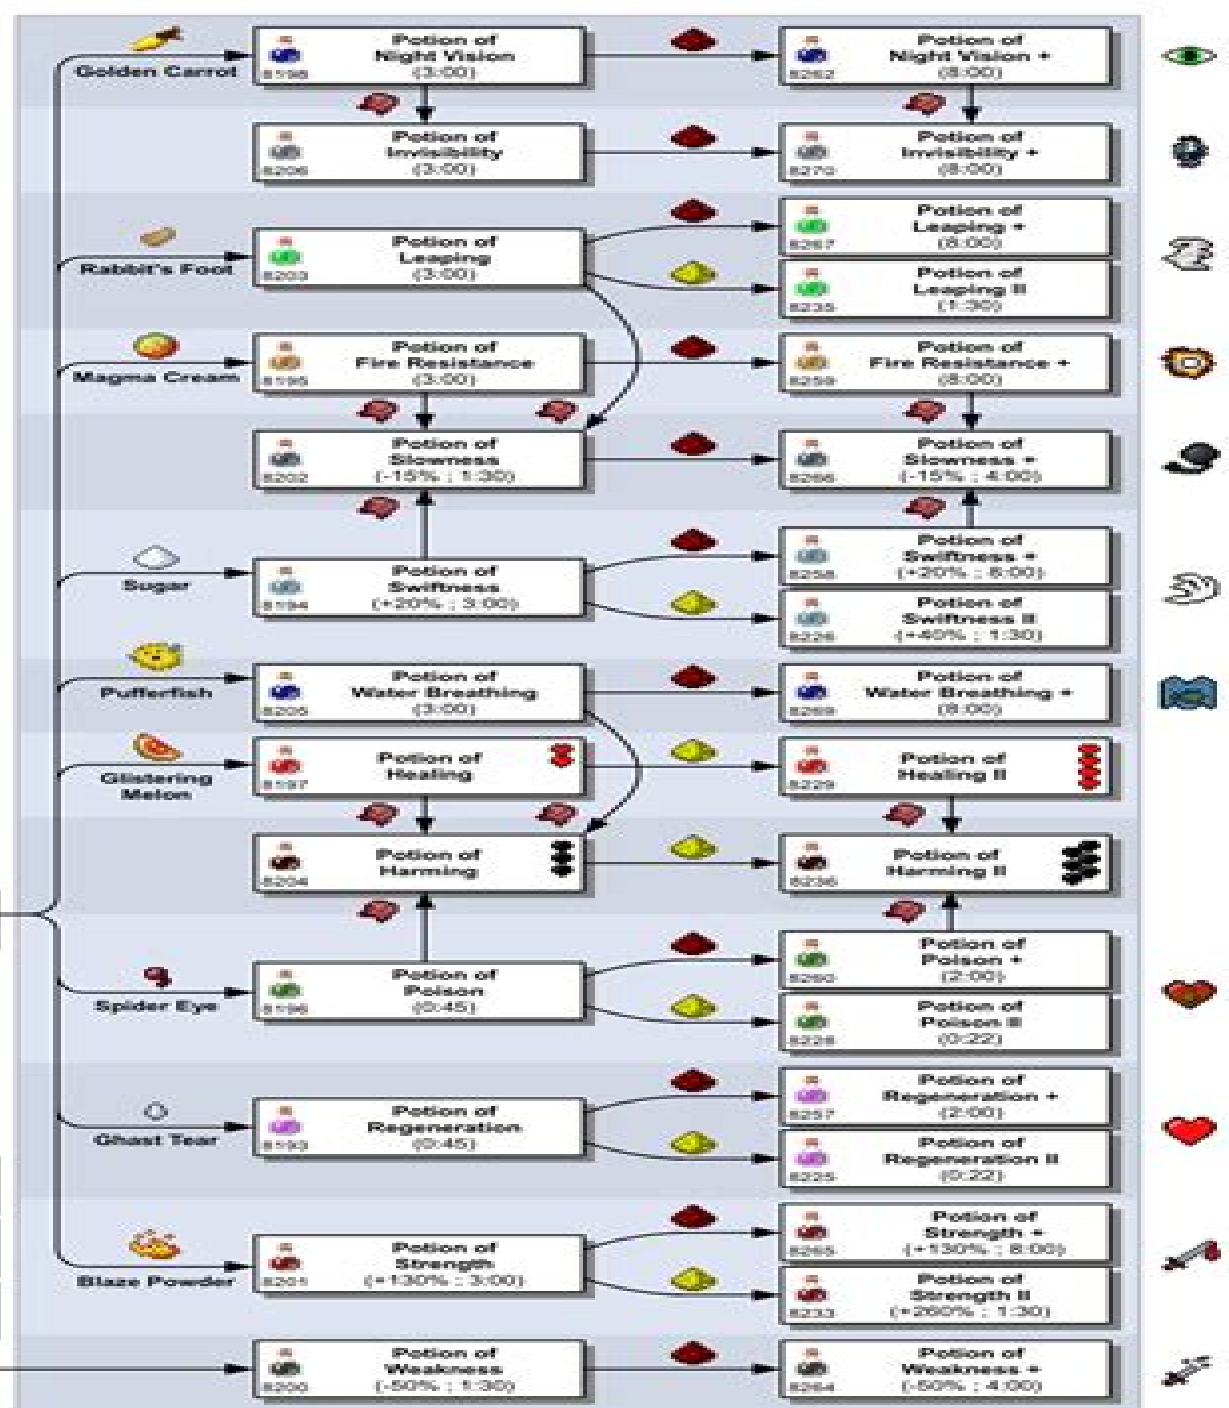 Golden Carrot
Potion of
Night Vision
(3:00)
8198
Potion of
Night Vision +
(8:00)
8262
Potion of
Invisibility
(3:00)
8206
Potion of
Invisibility +
(8:00)
8270
Rabbit's Foot
Potion of
Leaping
(3:00)
8203
Potion of
Leaping +
(8:00)
8267
Potion of
Leaping II
(1:30)
8235
Magma Cream
Potion of
Fire Resistance
(3:00)
8195
Potion of
Fire Resistance +
(8:00)
8259
Potion of
Slowness
(-15% ; 1:30)
8202
Potion of
Slowness +
(-15% ; 4:00)
8266
Sugar
Potion of
Swiftness
(+20% ; 3:00)
8194
Potion of
Swiftness +
(+20% ; 8:00)
8258
Potion of
Swiftness II
(+40% ; 1:30)
8226
Pufferfish
Potion of
Water Breathing
(3:00)
8205
Potion of
Water Breathing +
(8:00)
8269
Glistering
Melon
Potion of
Healing
8197
Potion of
Healing II
8229
Potion of
Harming
8204
Potion of
Harming II
8236
Spider Eye
Potion of
Poison
(0:45)
8196
Potion of
Poison +
(2:00)
8260
Potion of
Poison II
(0:22)
8228
Ghast Tear
Potion of
Regeneration
(0:45)
8193
Potion of
Regeneration +
(2:00)
8257
Potion of
Regeneration II
(0:22)
8225
Blaze Powder
Potion of
Strength
(+130% ; 3:00)
8201
Potion of
Strength +
(+130% ; 8:00)
8265
Potion of
Strength II
(+260% ; 1:30)
8233
Potion of
Weakness
(-50% ; 1:30)
8200
Potion of
Weakness +
(-50% ; 4:00)
8264